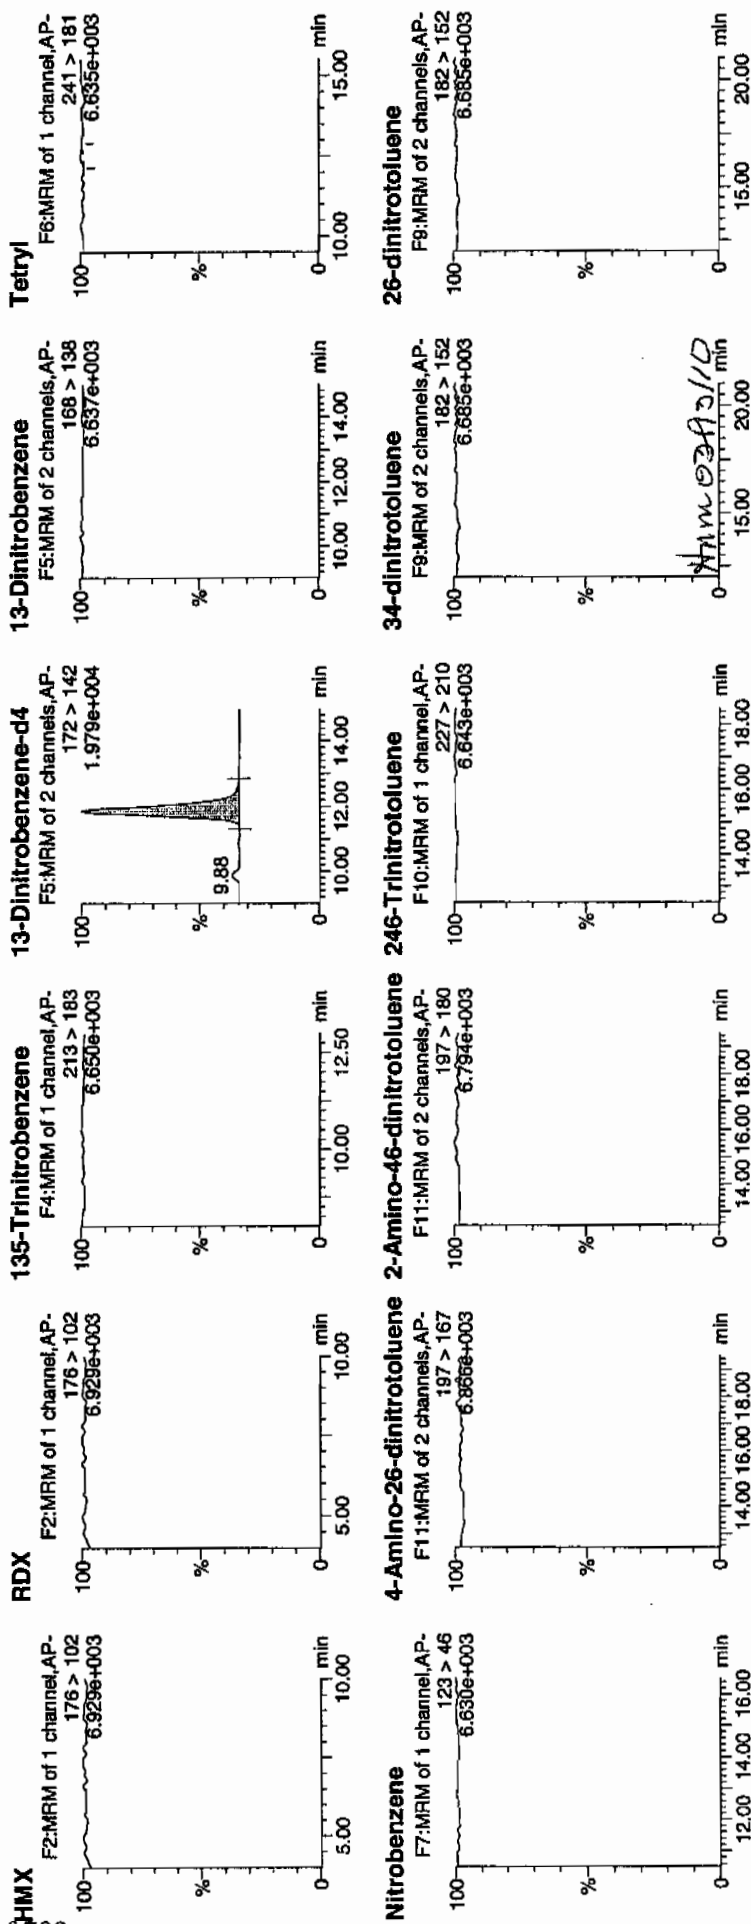 HMX
F2:MRM of 1 channel,AP-
176 > 102
6.929e+003
100
%
0
5.00 10.00
min
RDX
F2:MRM of 1 channel,AP-
176 > 102
6.929e+003
100
%
0
5.00 10.00
min
135-Trinitrobenzene
F4:MRM of 1 channel,AP-
213 > 183
6.650e+003
100
%
0
10.00 12.50
min
13-Dinitrobenzene-d4
F5:MRM of 2 channels,AP-
172 > 142
1.979e+004
100
9.88
%
0
10.00 12.00 14.00
min
13-Dinitrobenzene
F5:MRM of 2 channels,AP-
168 > 138
6.637e+003
100
%
0
10.00 12.00 14.00
min
Tetryl
F6:MRM of 1 channel,AP-
241 > 181
6.635e+003
100
%
0
10.00 15.00
min
Nitrobenzene
F7:MRM of 1 channel,AP-
123 > 46
6.630e+003
100
%
0
12.00 14.00 16.00
min
4-Amino-26-dinitrotoluene
F11:MRM of 2 channels,AP-
197 > 167
6.866e+003
100
%
0
14.00 16.00 18.00
min
2-Amino-46-dinitrotoluene
F11:MRM of 2 channels,AP-
197 > 180
6.794e+003
100
%
0
14.00 16.00 18.00
min
246-Trinitrotoluene
F10:MRM of 1 channel,AP-
227 > 210
6.643e+003
100
%
0
14.00 16.00 18.00
min
34-dinitrotoluene
F9:MRM of 2 channels,AP-
182 > 152
6.685e+003
100
%
0
15.00 20.00
min
26-dinitrotoluene
F9:MRM of 2 channels,AP-
182 > 152
6.685e+003
100
%
0
15.00 20.00
min